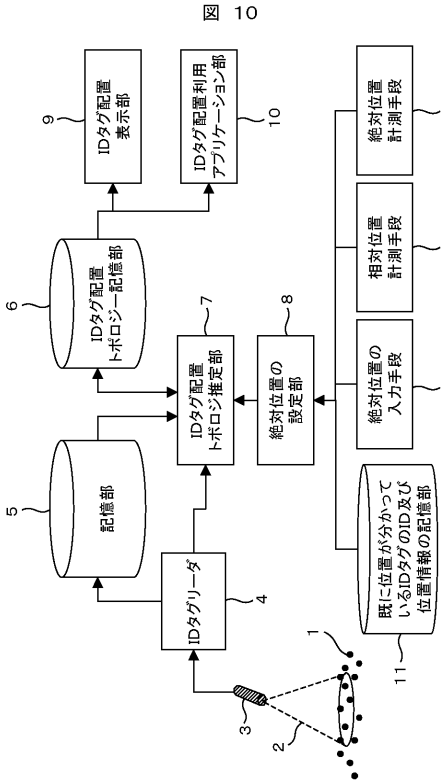 図 10
9
IDタグ配置
表示部
IDタグ配置利用
アプリケーション部
10
6
IDタグ配置
トポロジー記憶部
7
IDタグ配置
トポロジ推定部
8
絶対位置の
設定部
5
記憶部
IDタグリーダ
4
3
2
1
絶対位置
計測手段
相対位置
計測手段
絶対位置の
入力手段
既に位置が分かって
いるIDタグのID及び
位置情報の記憶部
11